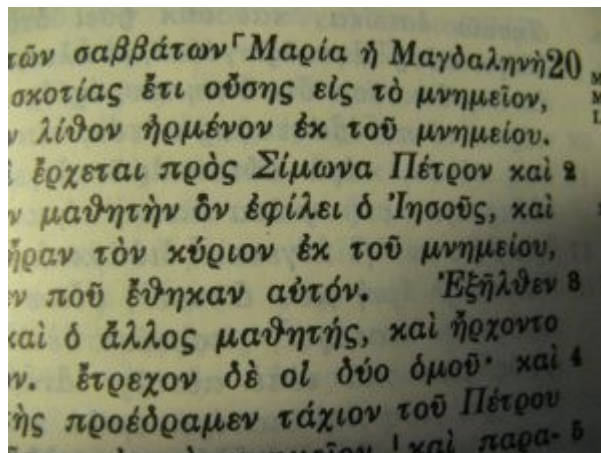 τῶν σαββάτων ⸀Μαρία ἡ Μαγδαληνὴ 20
σκοτίας ἔτι οὔσης εἰς τὸ μνημεῖον,
λίθον ἠρμένον ἐκ τοῦ μνημείου.
ἔρχεται πρὸς Σίμωνα Πέτρον καὶ 2
μαθητὴν ὃν ἐφίλει ὁ Ἰησοῦς, καὶ
ἦραν τὸν κύριον ἐκ τοῦ μνημείου,
ποῦ ἔθηκαν αὐτόν. Ἐξῆλθεν 3
καὶ ὁ ἄλλος μαθητής, καὶ ἤρχοντο
ἔτρεχον δὲ οἱ δύο ὁμοῦ· καὶ 4
προέδραμεν τάχιον τοῦ Πέτρου
καὶ παρα- 5